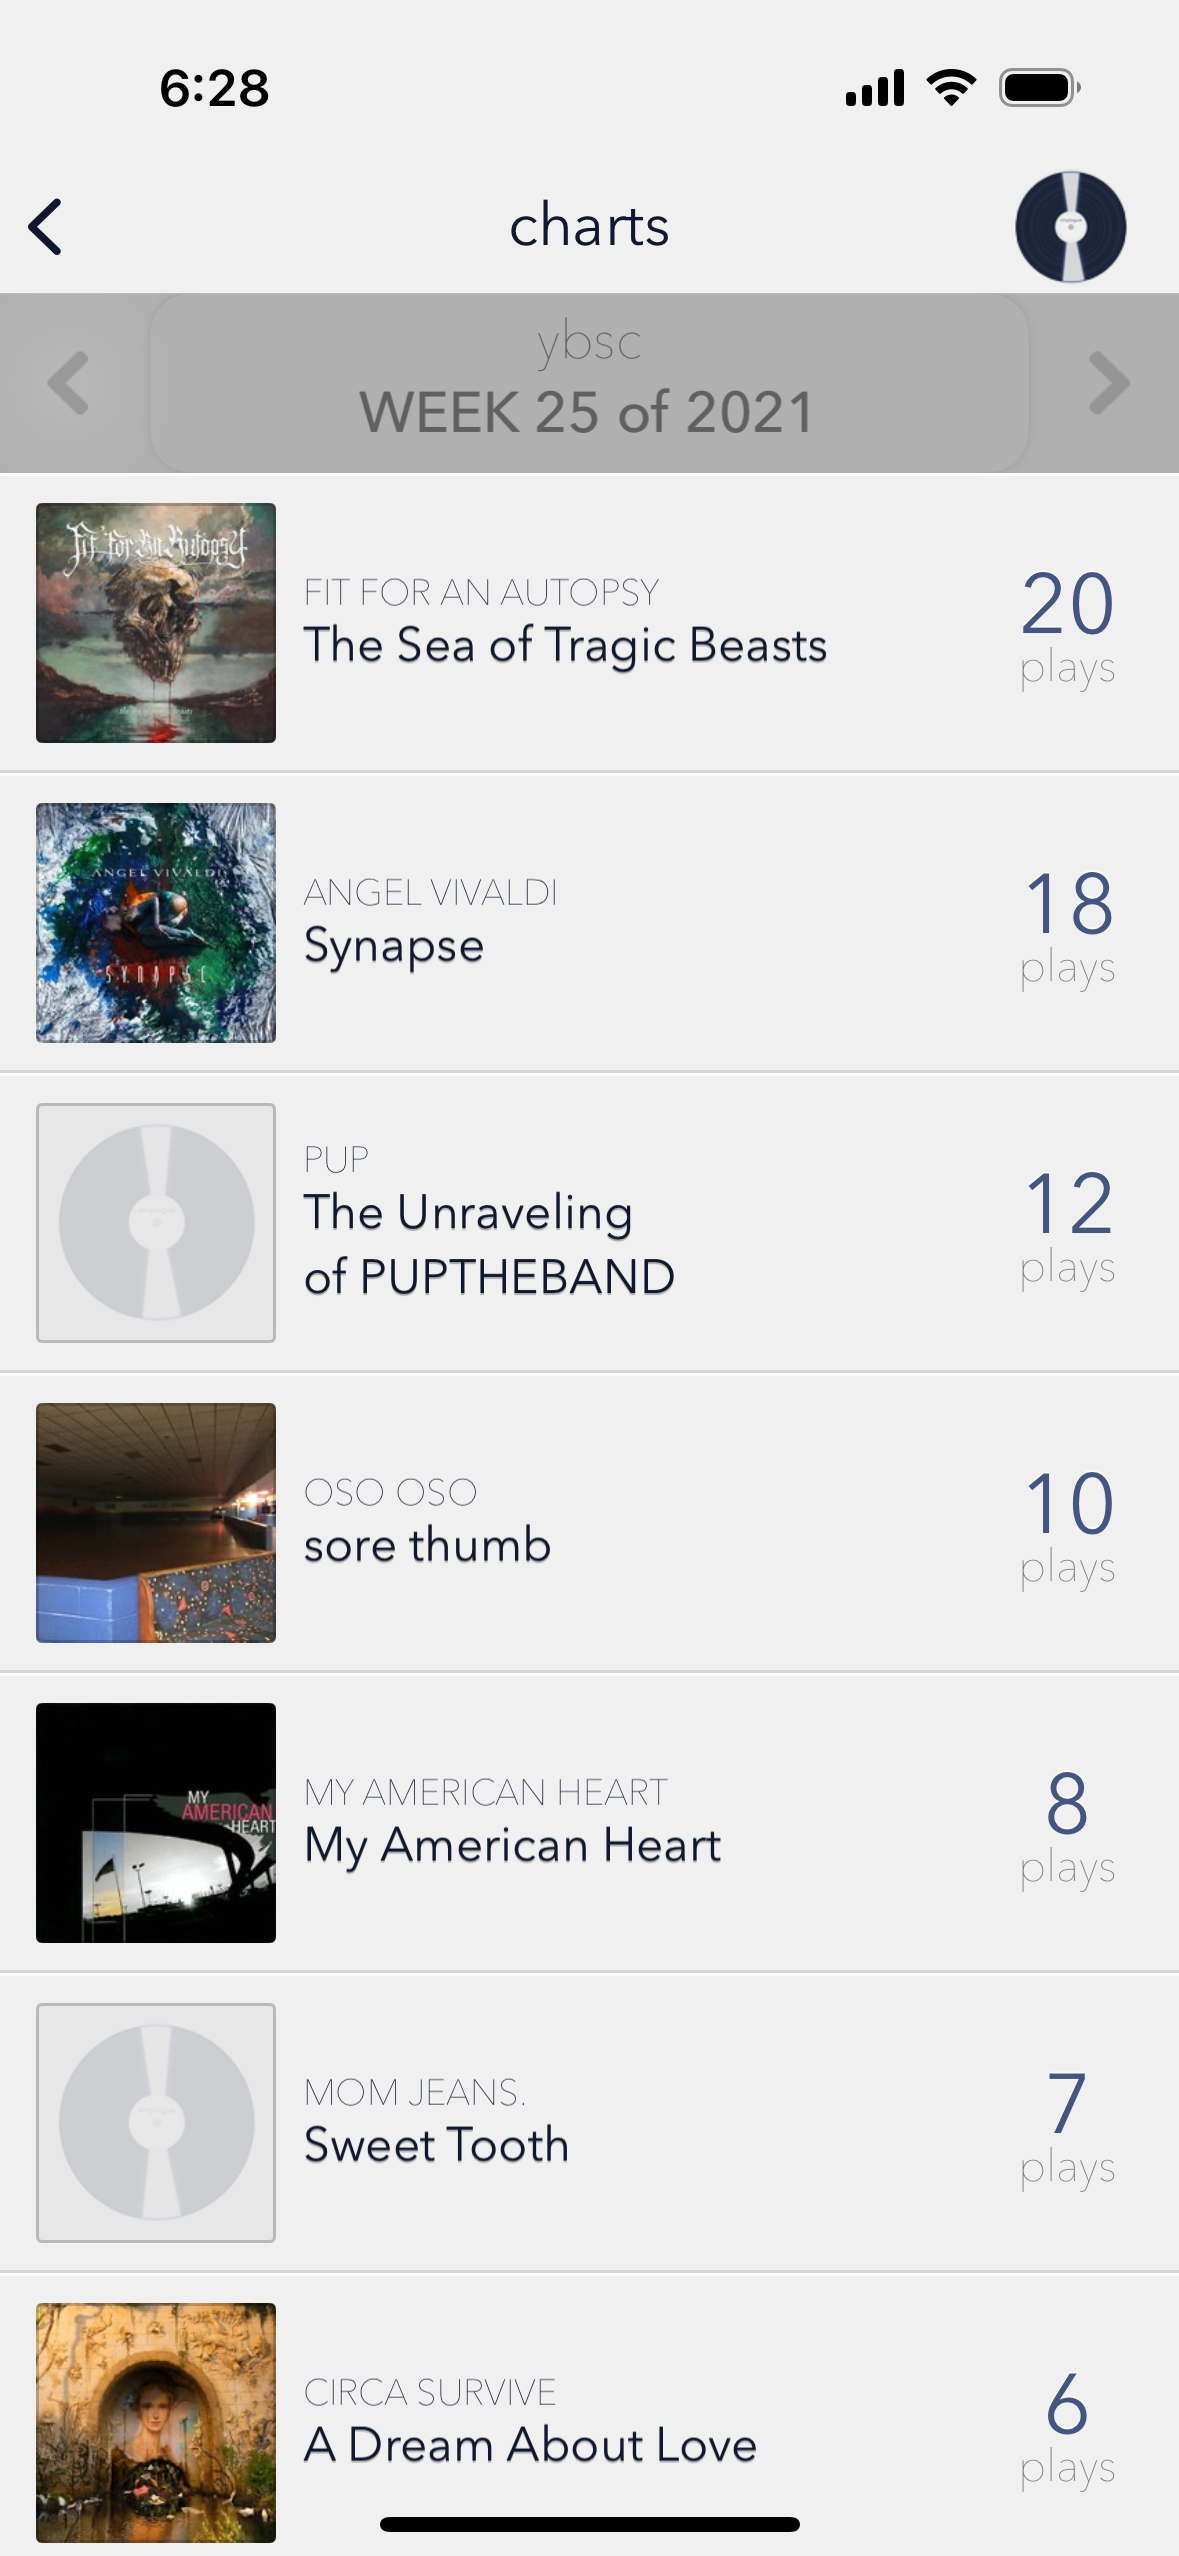 6:28
charts
ybsc
WEEK 25 of 2021
Fit For An Autopsy
FIT FOR AN AUTOPSY
The Sea of Tragic Beasts
20
plays
ANGEL VIVALDI
SYNAPSE
ANGEL VIVALDI
Synapse
18
plays
PUP
The Unraveling
of PUPTHEBAND
12
plays
OSO OSO
sore thumb
10
plays
MY
AMERICAN
HEART
MY AMERICAN HEART
My American Heart
8
plays
MOM JEANS.
Sweet Tooth
7
plays
CIRCA SURVIVE
A Dream About Love
6
plays